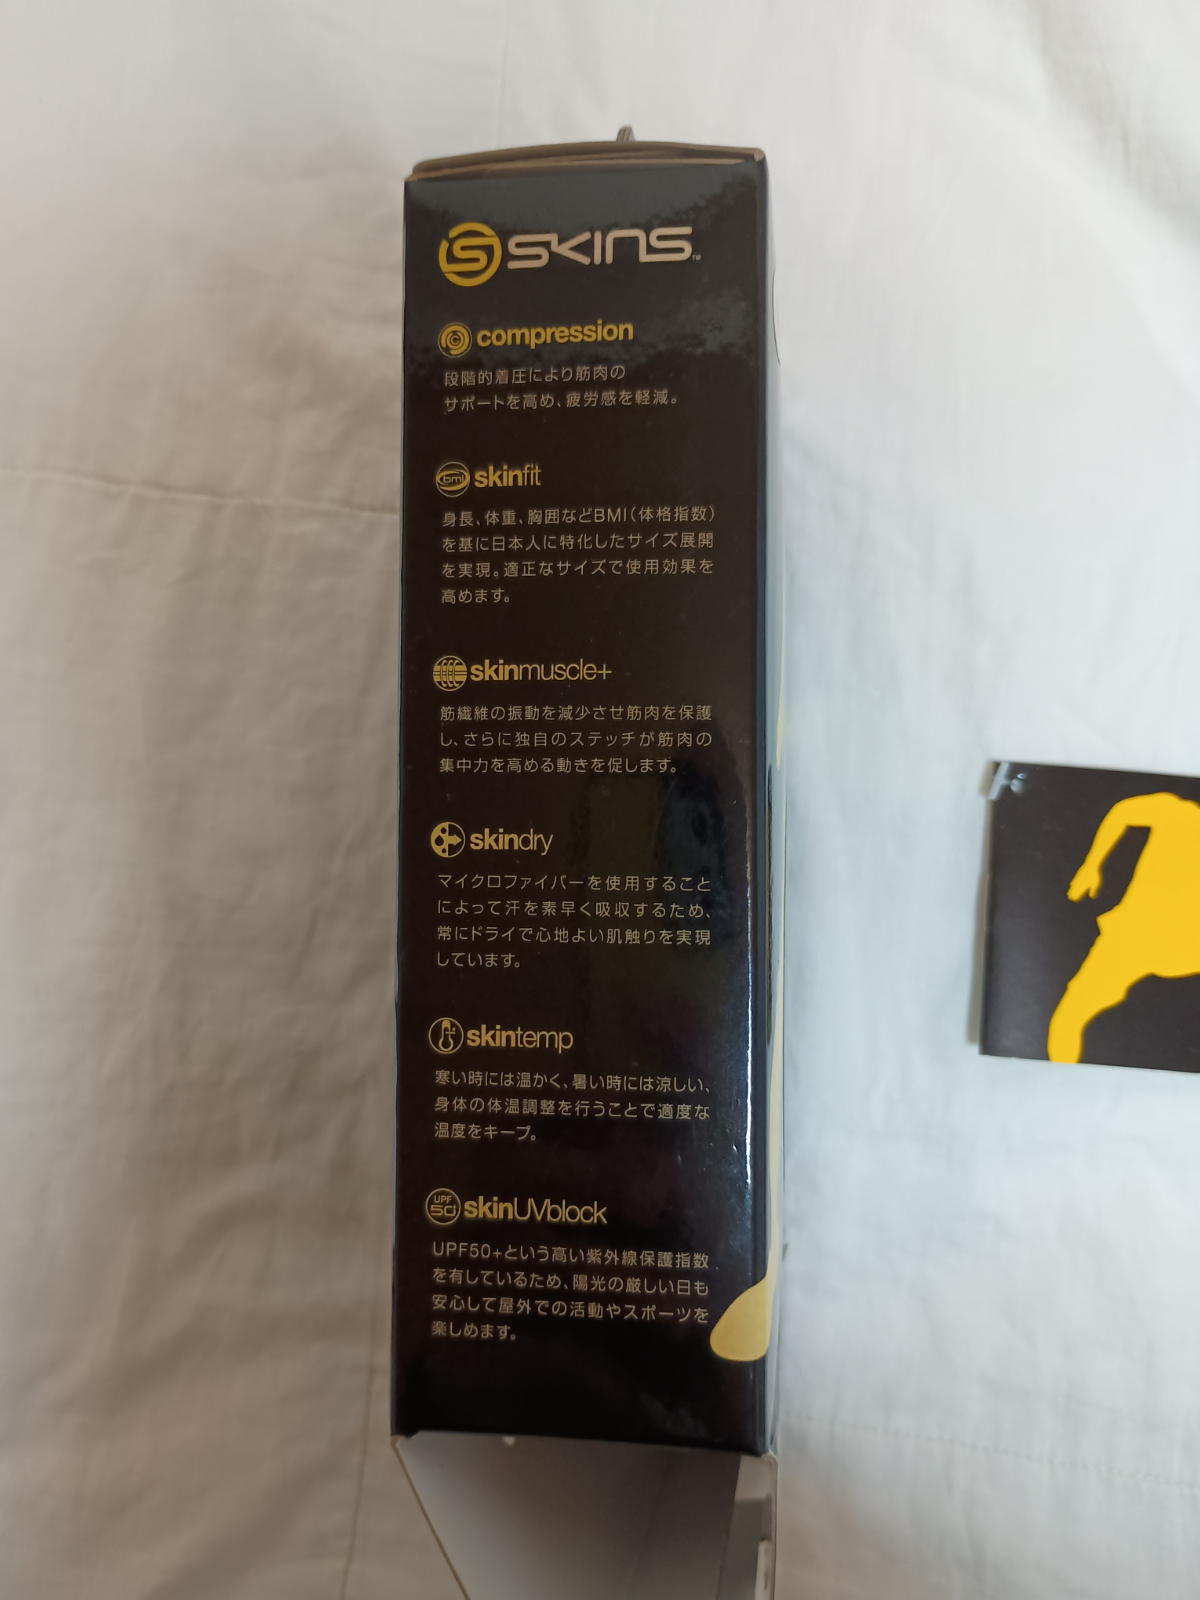 SKINS™
compression
段階的着圧により筋肉の
サポートを高め、疲労感を軽減。
bmi skinfit
身長、体重、胸囲などBMI(体格指数)
を基に日本人に特化したサイズ展開
を実現。適正なサイズで使用効果を
高めます。
skinmuscle+
筋繊維の振動を減少させ筋肉を保護
し、さらに独自のステッチが筋肉の
集中力を高める動きを促します。
skindry
マイクロファイバーを使用すること
によって汗を素早く吸収するため、
常にドライで心地よい肌触りを実現
しています。
skintemp
寒い時には温かく、暑い時には涼しい、
身体の体温調整を行うことで適度な
温度をキープ。
UPF
50 skinUVblock
UPF50+という高い紫外線保護指数
を有しているため、陽光の厳しい日も
安心して屋外での活動やスポーツを
楽しめます。